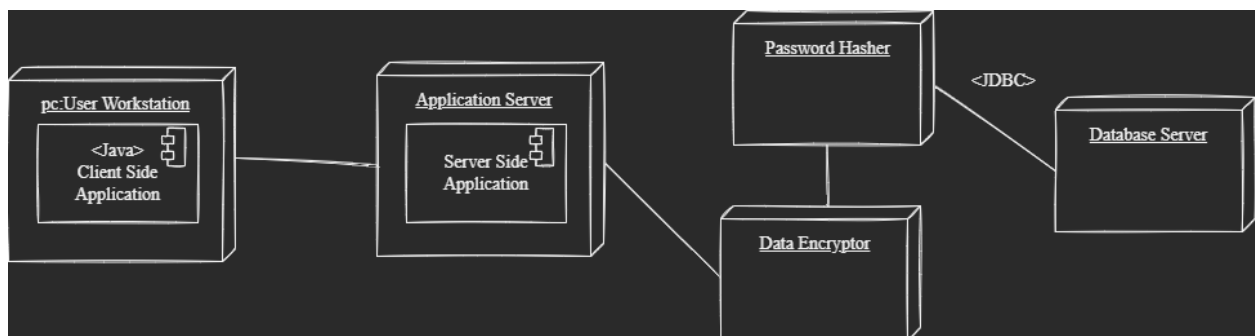 pc:User Workstation
<Java>
Client Side
Application
Application Server
Server Side
Application
Password Hasher
<JDBC>
Database Server
Data Encryptor